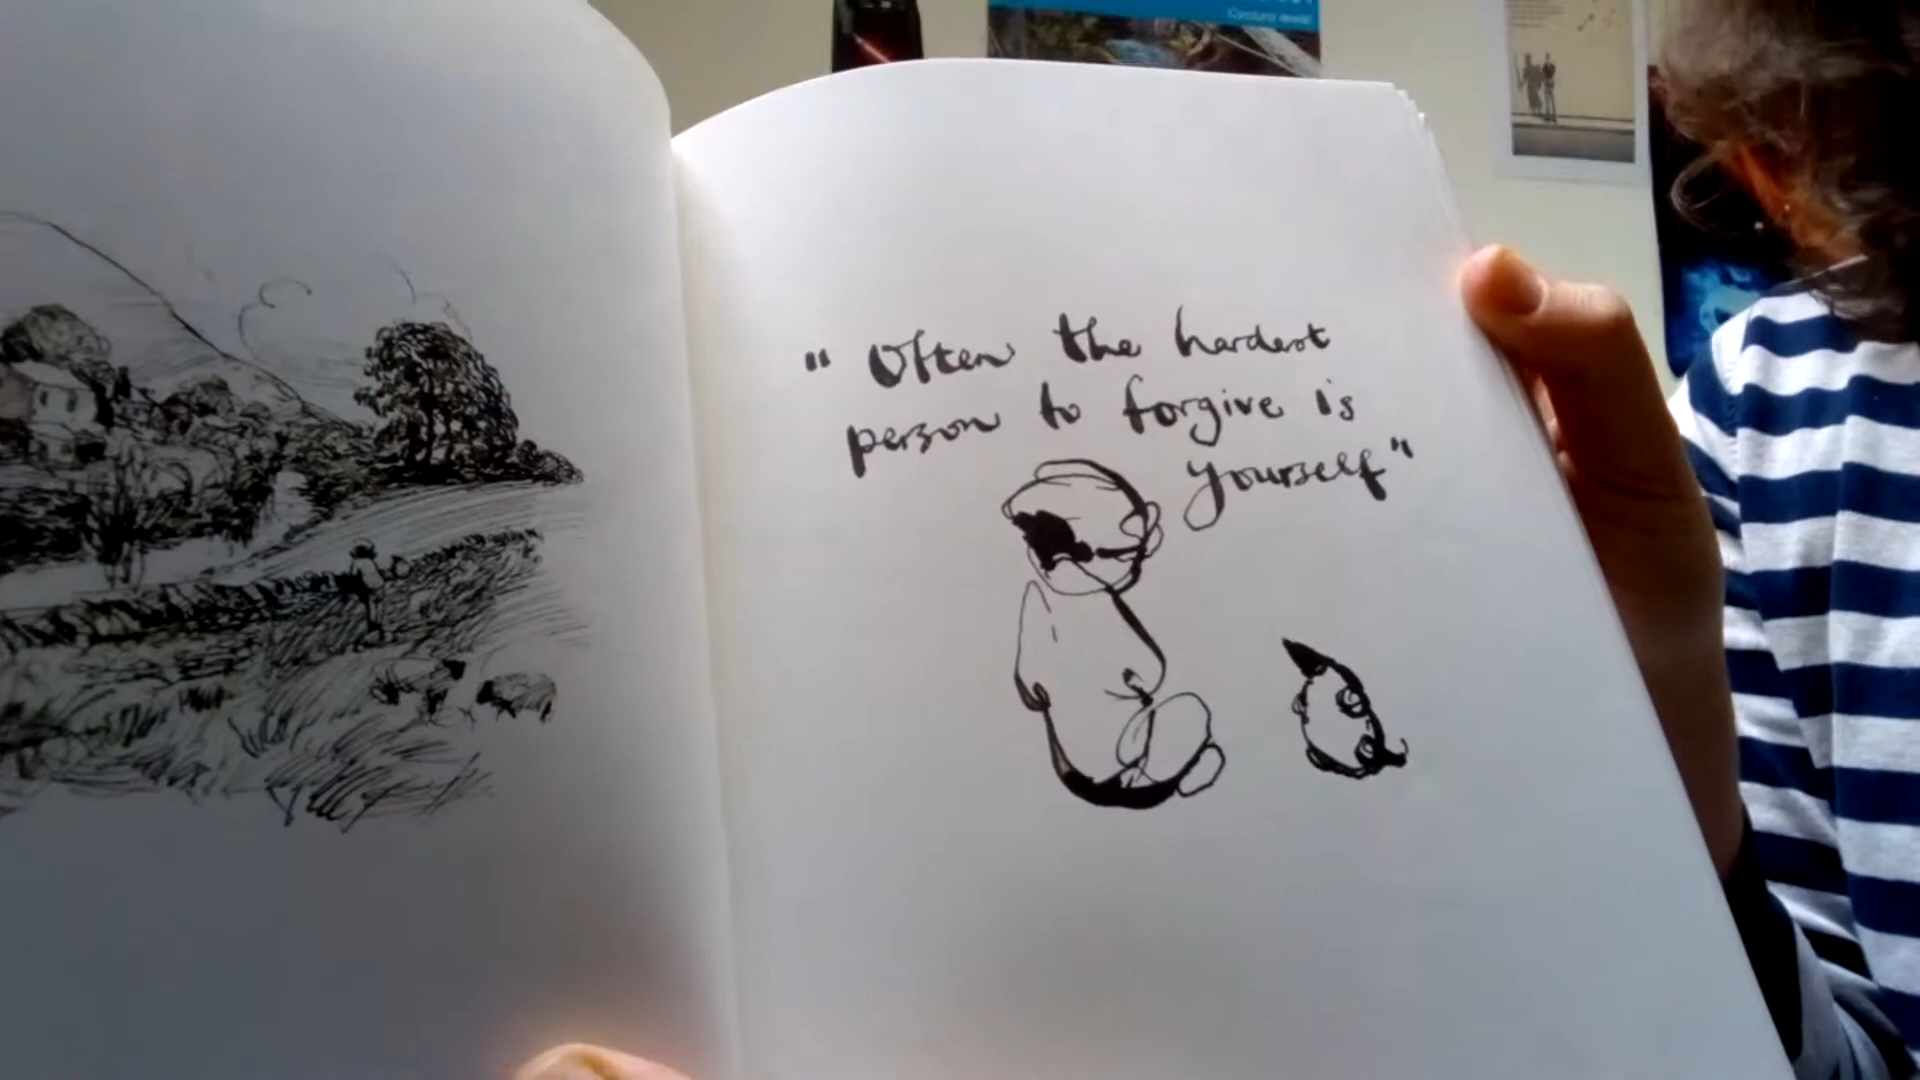 "Often the hardest
person to forgive is
yourself"